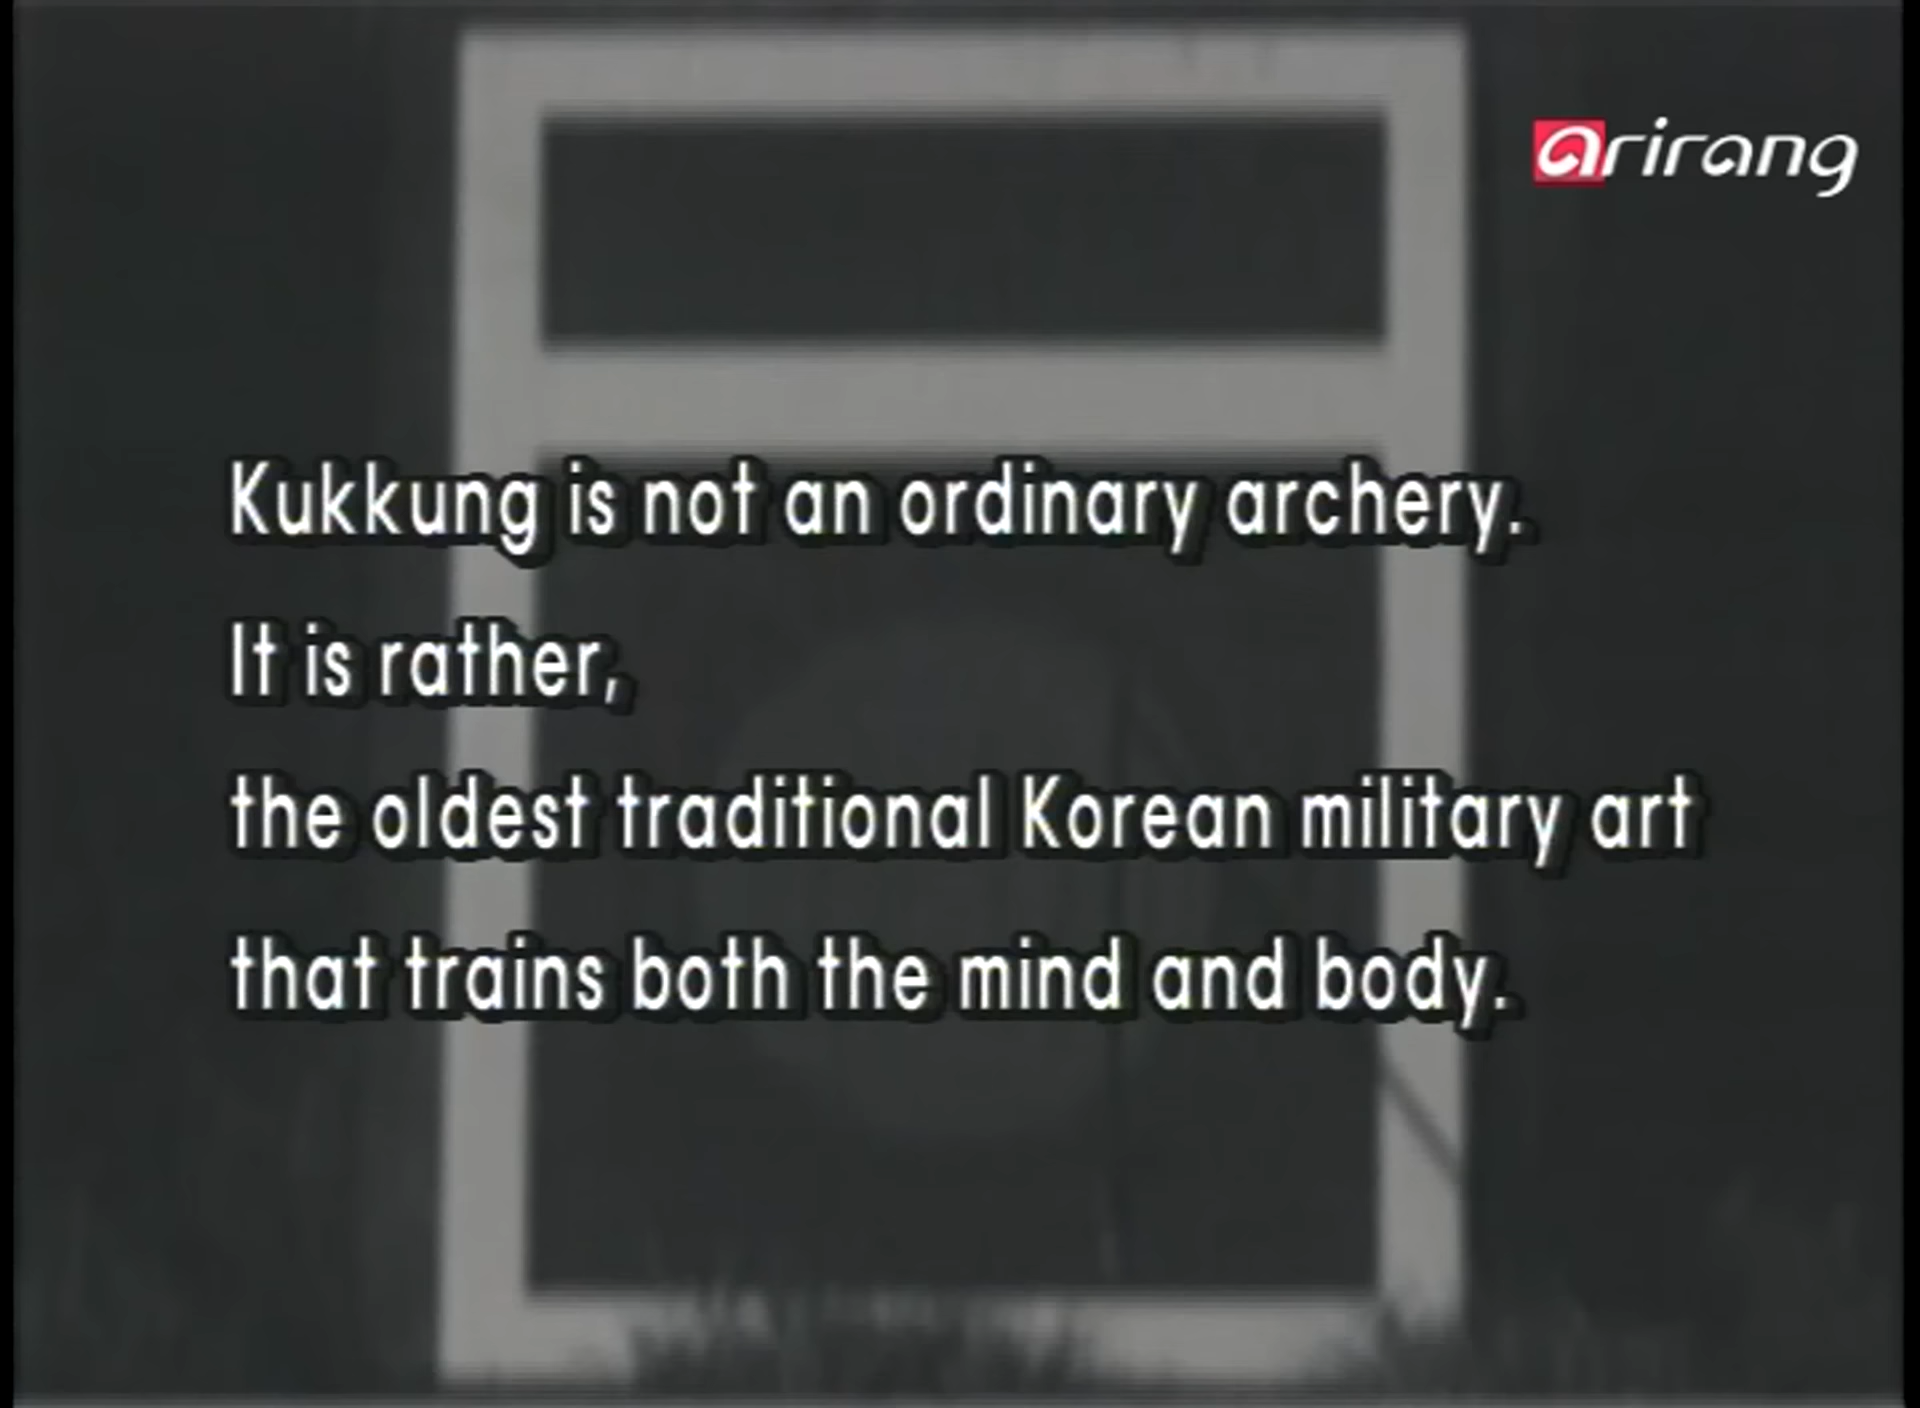 arirang
Kukkung is not an ordinary archery.
It is rather,
the oldest traditional Korean military art
that trains both the mind and body.